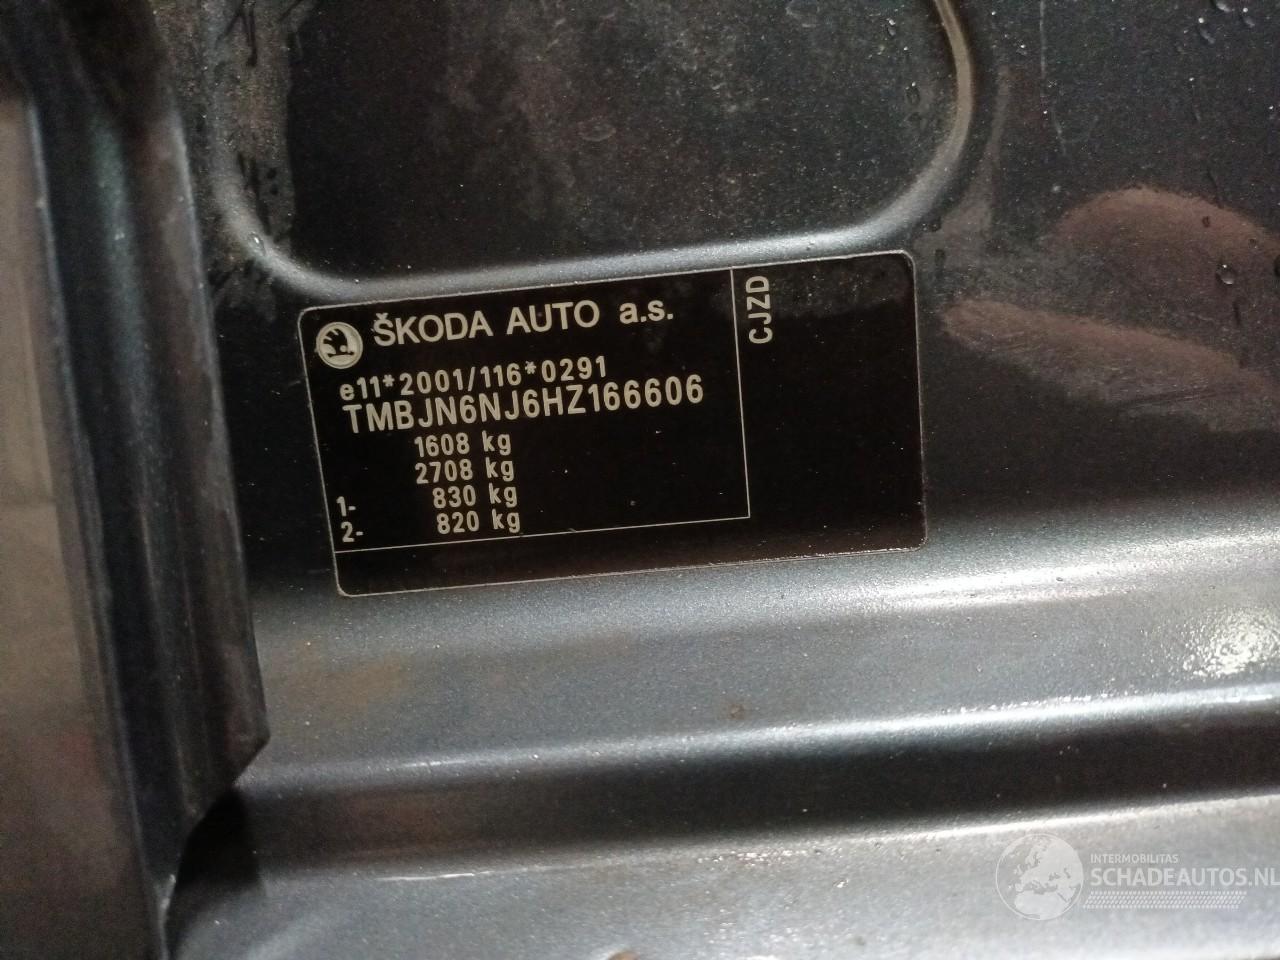 ŠKODA AUTO a.s.
e11*2001/116*0291
TMBJN6NJ6HZ166606
1608 kg
2708 kg
1- 830 kg
2- 820 kg
CJZD
INTERMOBILITAS
SCHADEAUTOS.NL